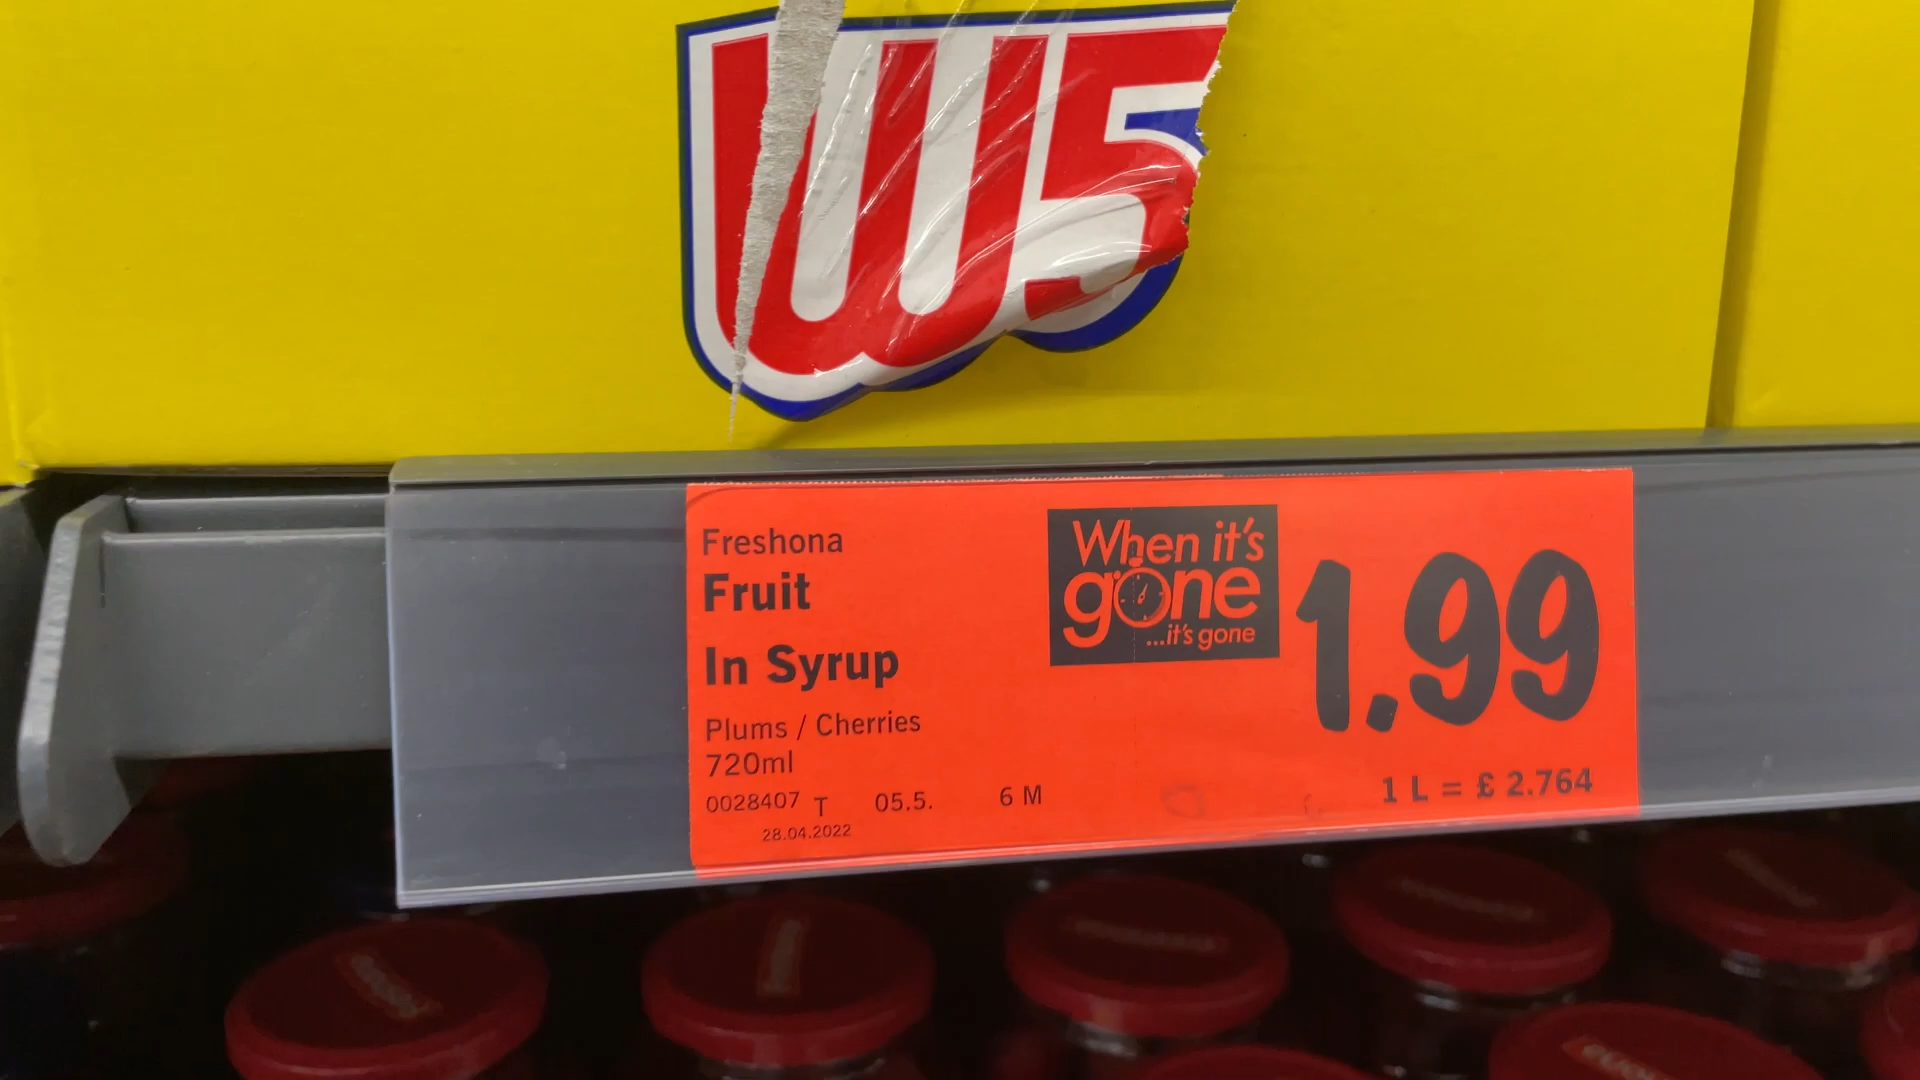 W5
Freshona
Fruit
In Syrup
Plums / Cherries
720ml
0028407 T 05.5. 6 M
28.04.2022
When it's
gone
...it's gone
1.99
1 L = £ 2.764